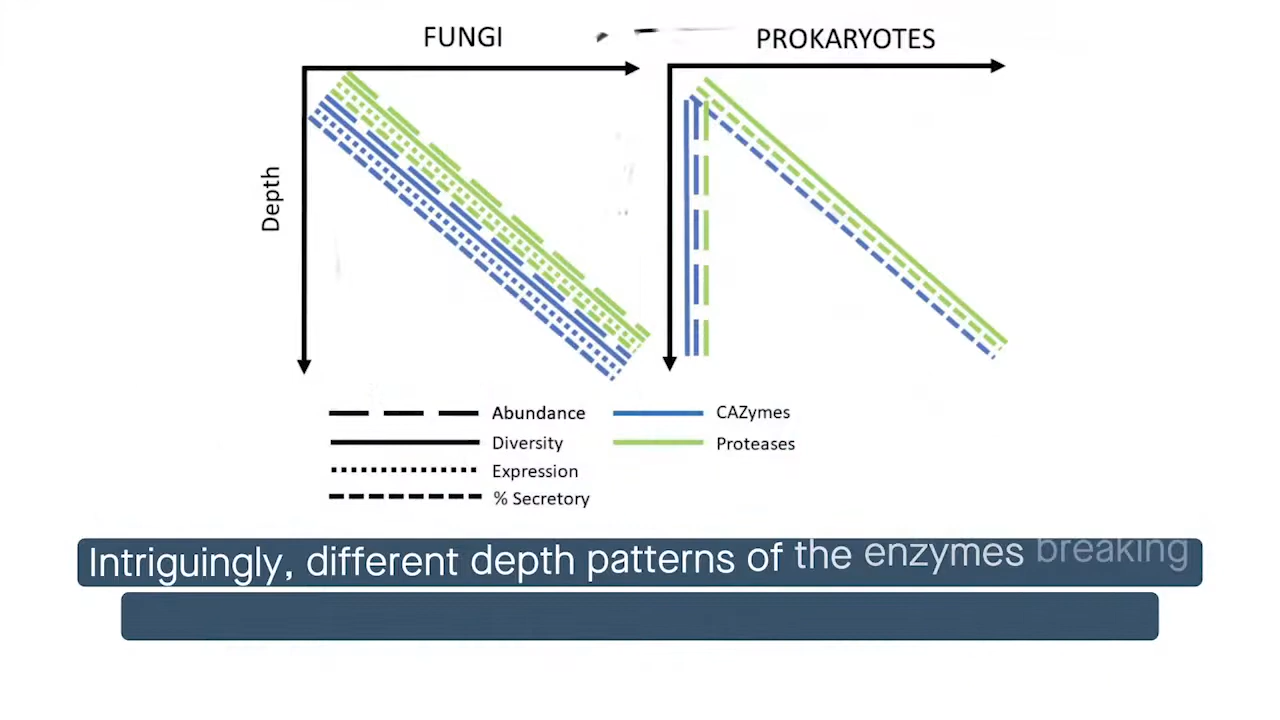 FUNGI
PROKARYOTES
Depth
Abundance
CAZymes
Diversity
Proteases
Expression
% Secretory
Intriguingly, different depth patterns of the enzymes breaking